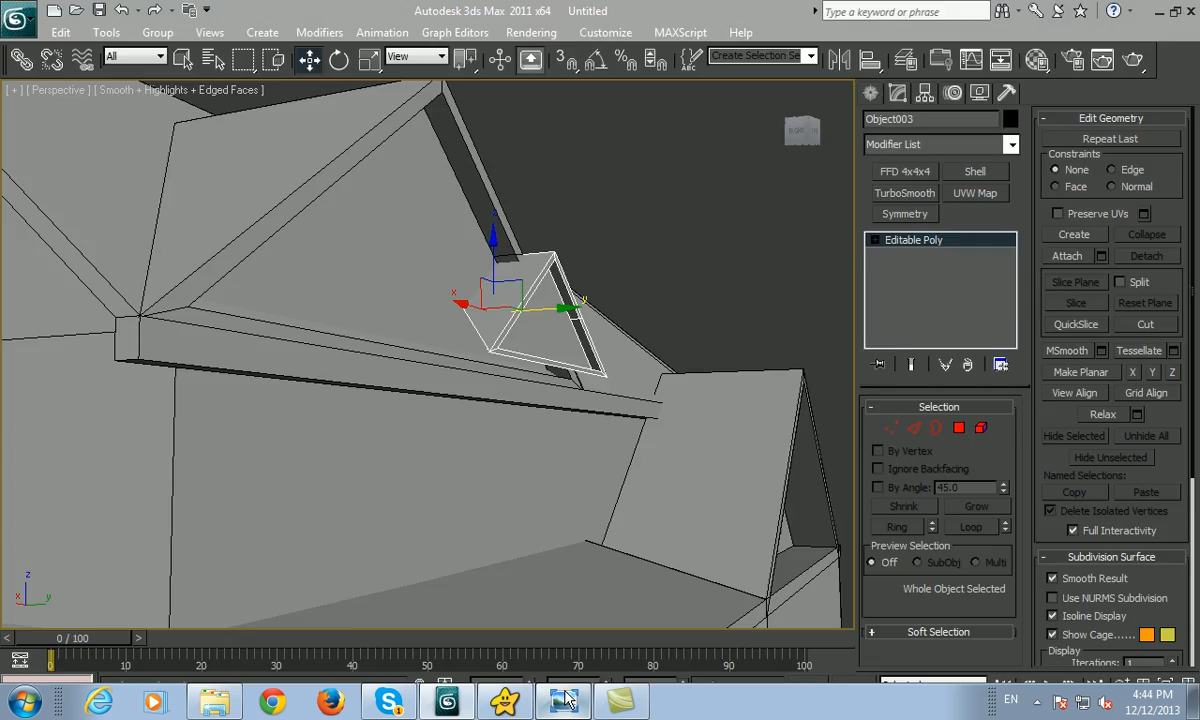 Autodesk 3ds Max 2011 x64 Untitled
Type a keyword or phrase
Edit Tools Group Views Create Modifiers Animation Graph Editors Rendering Customize MAXScript Help
All View 3 Create Selection Se
[ + ] [ Perspective ] [ Smooth + Highlights + Edged Faces ]
Object003
Modifier List
FFD 4x4x4 Shell
TurboSmooth UVW Map
Symmetry
Editable Poly
Selection
By Vertex
Ignore Backfacing
By Angle: 45.0
Shrink Grow
Ring Loop
Preview Selection
Off SubObj Multi
Whole Object Selected
Soft Selection
Edit Geometry
Repeat Last
Constraints
None Edge
Face Normal
Preserve UVs
Create Collapse
Attach Detach
Slice Plane Split
Slice Reset Plane
QuickSlice Cut
MSmooth Tessellate
Make Planar X Y Z
View Align Grid Align
Relax
Hide Selected Unhide All
Hide Unselected
Named Selections:
Copy Paste
Delete Isolated Vertices
Full Interactivity
Subdivision Surface
Smooth Result
Use NURMS Subdivision
Isoline Display
Show Cage......
Display
Iterations: 1
x y
z
x y
0 / 100
0 10 20 30 40 50 60 70 80 90 100
EN 4:44 PM
12/12/2013